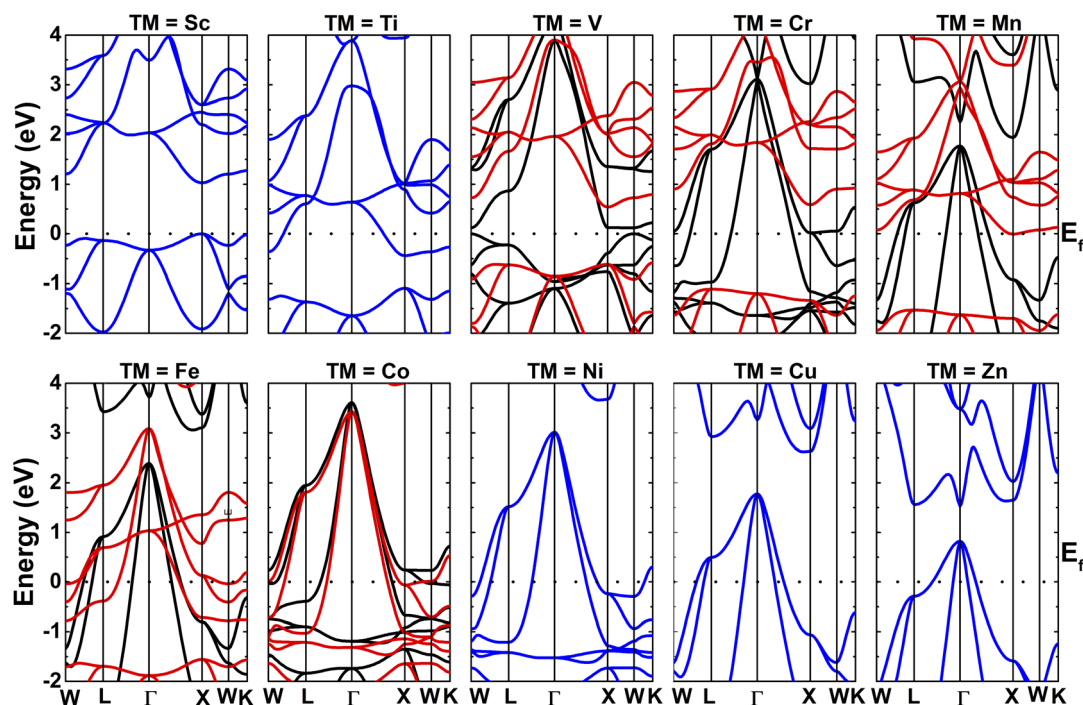 TM = Sc TM = Ti TM = V TM = Cr TM = Mn
4
3
2
1
0
-1
-2
Energy (eV)
E_f
TM = Fe TM = Co TM = Ni TM = Cu TM = Zn
4
3
2
1
0
-1
-2
Energy (eV)
E
E_f
W L Γ X W K W L Γ X W K W L Γ X W K W L Γ X W K W L Γ X W K